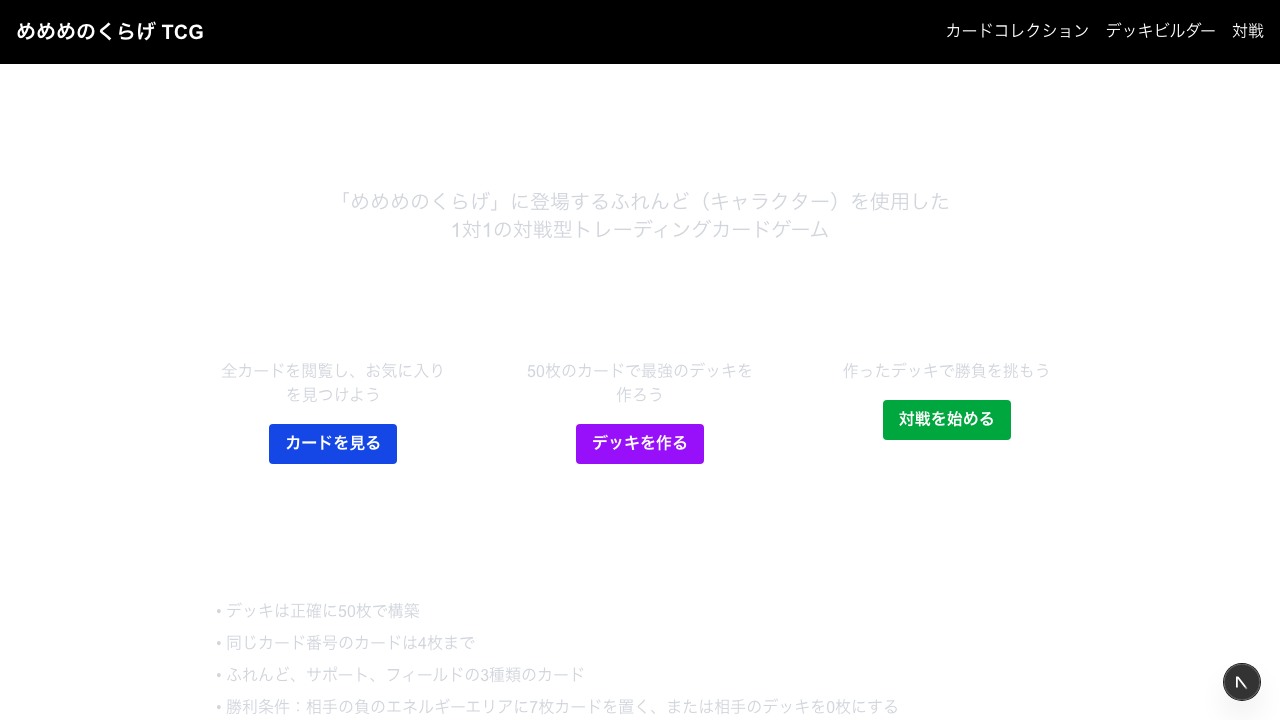 めめめのくらげ TCG
カードコレクション デッキビルダー 対戦
「めめめのくらげ」に登場するふれんど（キャラクター）を使用した
1対1の対戦型トレーディングカードゲーム
全カードを閲覧し、お気に入り
を見つけよう
カードを見る
50枚のカードで最強のデッキを
作ろう
デッキを作る
作ったデッキで勝負を挑もう
対戦を始める
• デッキは正確に50枚で構築
• 同じカード番号のカードは4枚まで
• ふれんど、サポート、フィールドの3種類のカード
• 勝利条件：相手の負のエネルギーエリアに7枚カードを置く、または相手のデッキを0枚にする